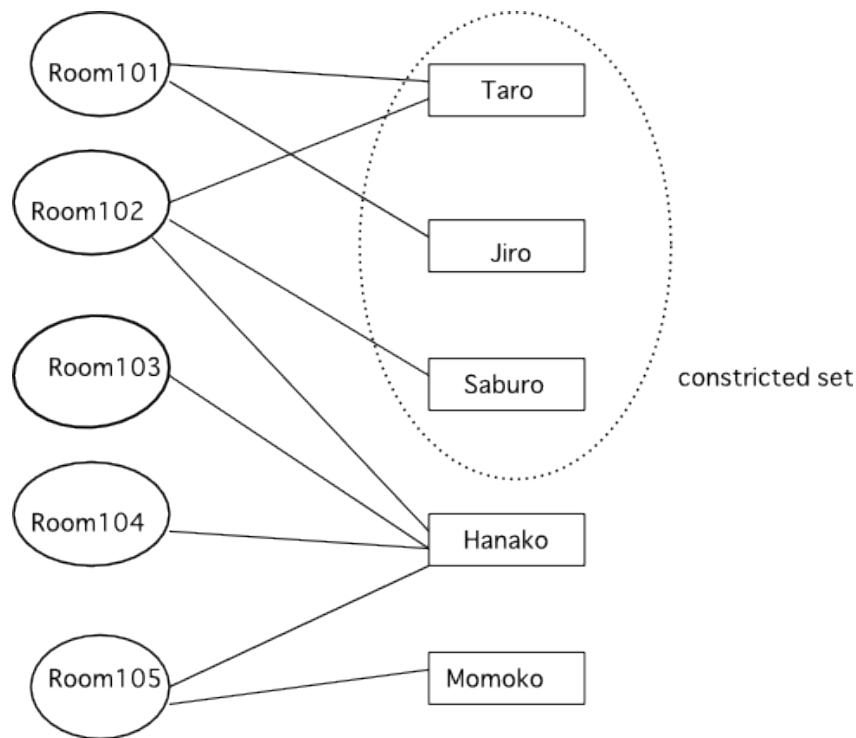 Room101
Taro
Room102
Jiro
Room103
Saburo
constricted set
Room104
Hanako
Room105
Momoko